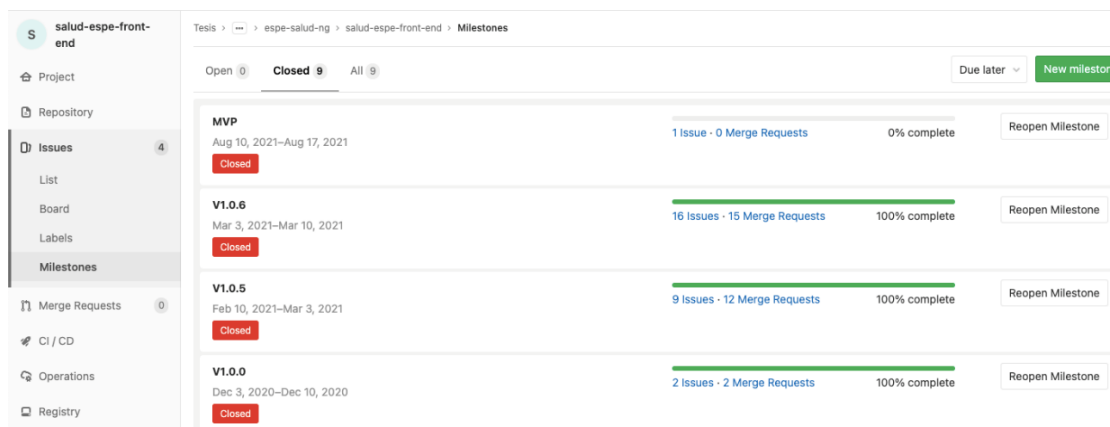 S
salud-espe-front-
end
Project
Repository
Issues 4
List
Board
Labels
Milestones
Merge Requests 0
CI / CD
Operations
Registry
Tesis > ... > espe-salud-ng > salud-espe-front-end > Milestones
Open 0 Closed 9 All 9
Due later
New mileston
MVP
Aug 10, 2021–Aug 17, 2021
Closed
1 Issue · 0 Merge Requests 0% complete
Reopen Milestone
V1.0.6
Mar 3, 2021–Mar 10, 2021
Closed
16 Issues · 15 Merge Requests 100% complete
Reopen Milestone
V1.0.5
Feb 10, 2021–Mar 3, 2021
Closed
9 Issues · 12 Merge Requests 100% complete
Reopen Milestone
V1.0.0
Dec 3, 2020–Dec 10, 2020
Closed
2 Issues · 2 Merge Requests 100% complete
Reopen Milestone